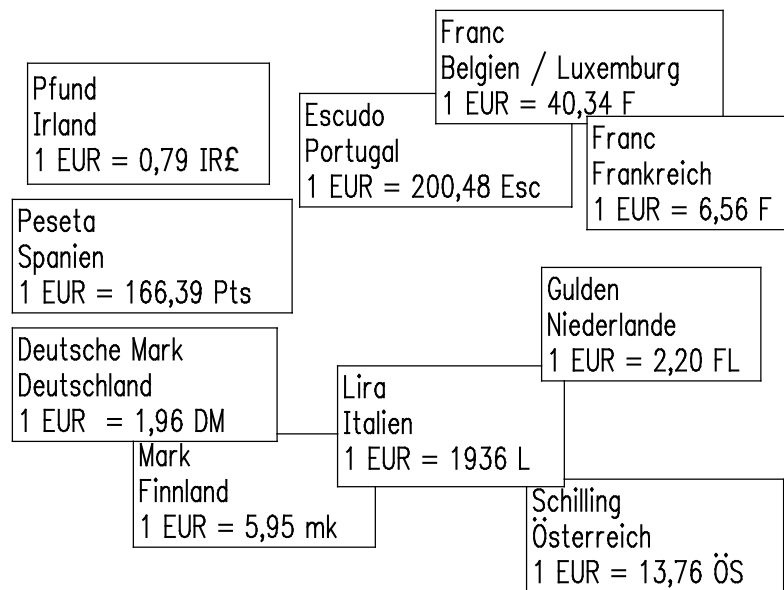 Franc
Belgien / Luxemburg
1 EUR = 40,34 F
Pfund
Irland
1 EUR = 0,79 IR£
Escudo
Portugal
1 EUR = 200,48 Esc
Franc
Frankreich
1 EUR = 6,56 F
Peseta
Spanien
1 EUR = 166,39 Pts
Gulden
Niederlande
1 EUR = 2,20 FL
Deutsche Mark
Deutschland
1 EUR = 1,96 DM
Lira
Italien
1 EUR = 1936 L
Mark
Finnland
1 EUR = 5,95 mk
Schilling
Österreich
1 EUR = 13,76 ÖS